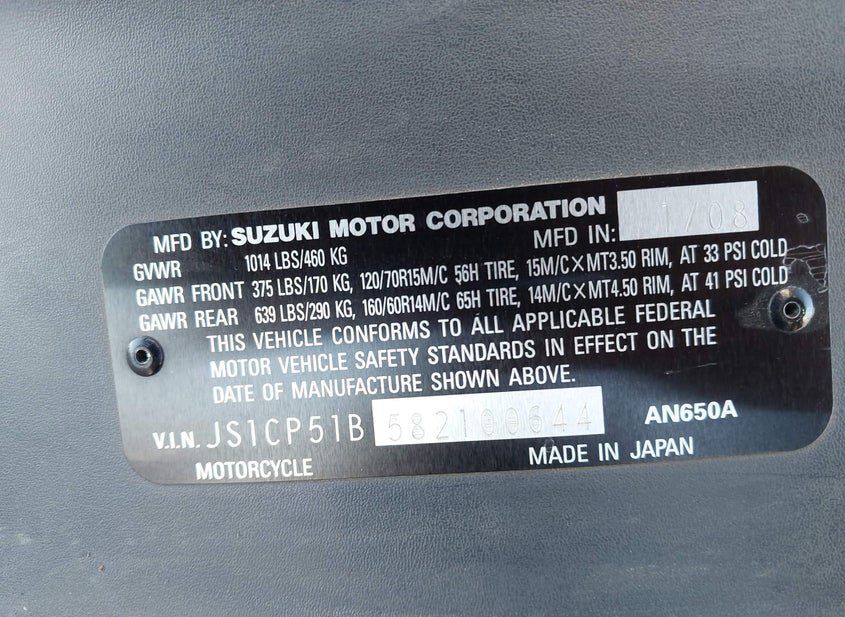 MFD BY: SUZUKI MOTOR CORPORATION MFD IN: 1/08
GVWR 1014 LBS/460 KG
GAWR FRONT 375 LBS/170 KG, 120/70R15M/C 56H TIRE, 15M/C×MT3.50 RIM, AT 33 PSI COLD
GAWR REAR 639 LBS/290 KG, 160/60R14M/C 65H TIRE, 14M/C×MT4.50 RIM, AT 41 PSI COLD
THIS VEHICLE CONFORMS TO ALL APPLICABLE FEDERAL
MOTOR VEHICLE SAFETY STANDARDS IN EFFECT ON THE
DATE OF MANUFACTURE SHOWN ABOVE.
V.I.N. JS1CP51B582100644 AN650A
MOTORCYCLE MADE IN JAPAN